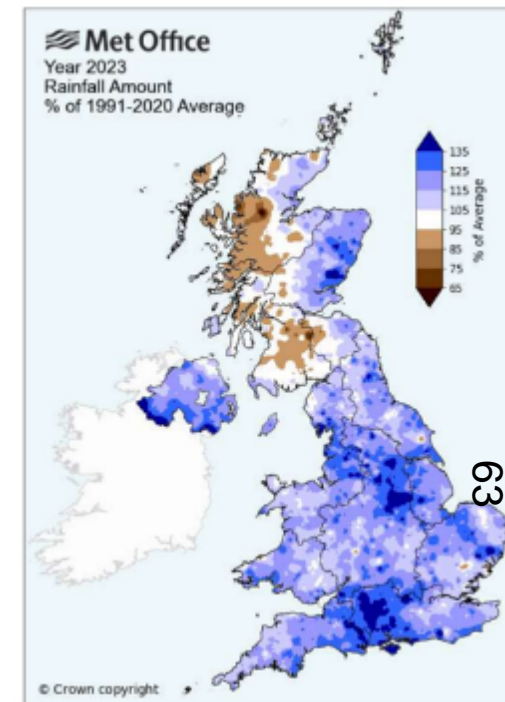 Met Office
Year 2023
Rainfall Amount
% of 1991-2020 Average
135
125
115
105
95
85
75
65
% of Average
63
© Crown copyright